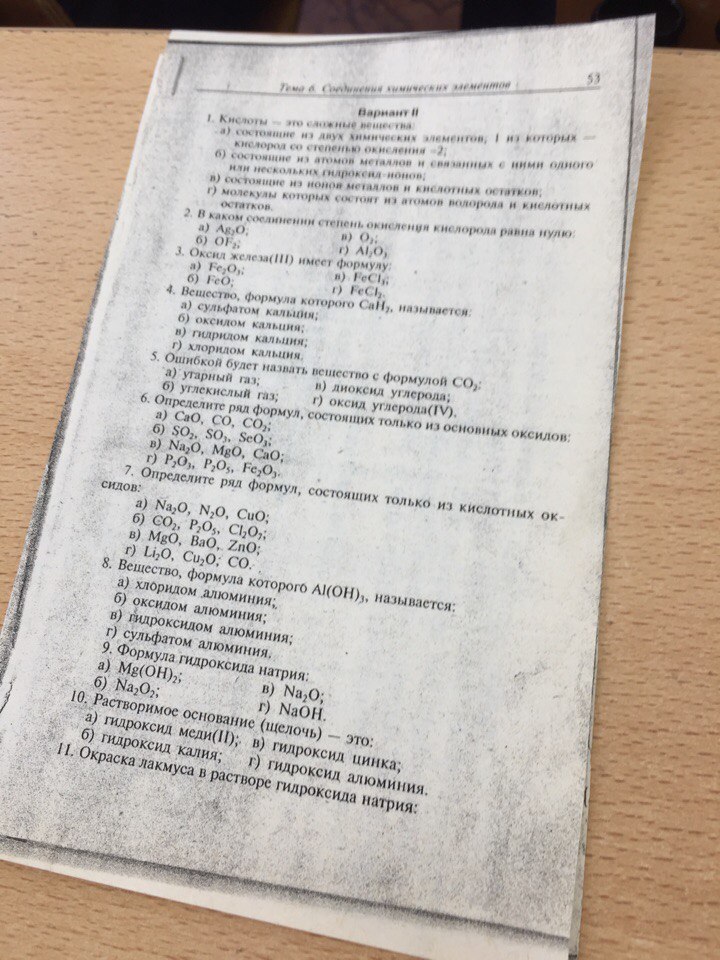 Тема 6. Соединения химических элементов
53
Вариант II
1. Кислоты — это сложные вещества:
а) состоящие из двух химических элементов, 1 из которых —
кислород со степенью окисления –2;
б) состоящие из атомов металлов и связанных с ними одного
или нескольких гидроксид-ионов;
в) состоящие из ионов металлов и кислотных остатков;
г) молекулы которых состоят из атомов водорода и кислотных
остатков.
2. В каком соединении степень окисления кислорода равна нулю:
а) Ag₂O; в) O₂;
б) OF₂; г) Al₂O₃.
3. Оксид железа(III) имеет формулу:
а) Fe₂O₃; в) FeCl₃;
б) FeO; г) FeCl₂.
4. Вещество, формула которого CaH₂, называется:
а) сульфатом кальция;
б) оксидом кальция;
в) гидридом кальция;
г) хлоридом кальция.
5. Ошибкой будет назвать вещество с формулой CO₂:
а) угарный газ; в) диоксид углерода;
б) углекислый газ; г) оксид углерода(IV).
6. Определите ряд формул, состоящих только из основных оксидов:
а) CaO, CO, CO₂;
б) SO₂, SO₃, SeO₃;
в) Na₂O, MgO, CaO;
г) P₂O₃, P₂O₅, Fe₂O₃.
7. Определите ряд формул, состоящих только из кислотных ок-
сидов:
а) Na₂O, N₂O, CuO;
б) CO₂, P₂O₅, Cl₂O₇;
в) MgO, BaO, ZnO;
г) Li₂O, Cu₂O, CO.
8. Вещество, формула которого Al(OH)₃, называется:
а) хлоридом алюминия;
б) оксидом алюминия;
в) гидроксидом алюминия;
г) сульфатом алюминия.
9. Формула гидроксида натрия:
а) Mg(OH)₂; в) Na₂O;
б) Na₂O₂; г) NaOH.
10. Растворимое основание (щелочь) — это:
а) гидроксид меди(II); в) гидроксид цинка;
б) гидроксид калия; г) гидроксид алюминия.
11. Окраска лакмуса в растворе гидроксида натрия: